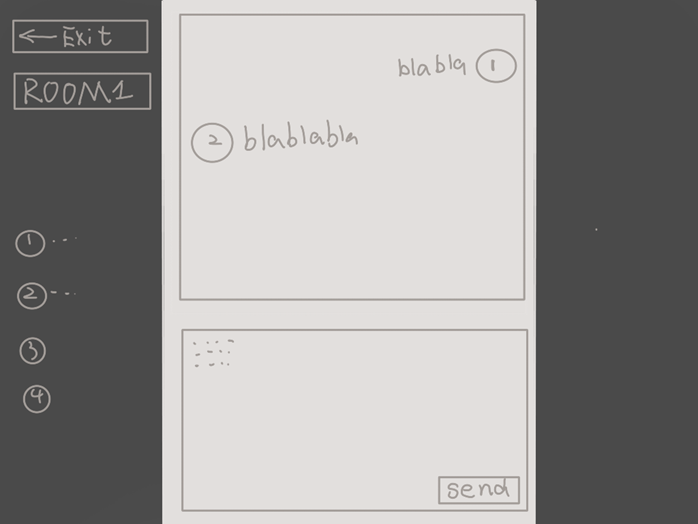 ← Exit
ROOM1
blabla 1
2 blablabla
1
2
3
4
send